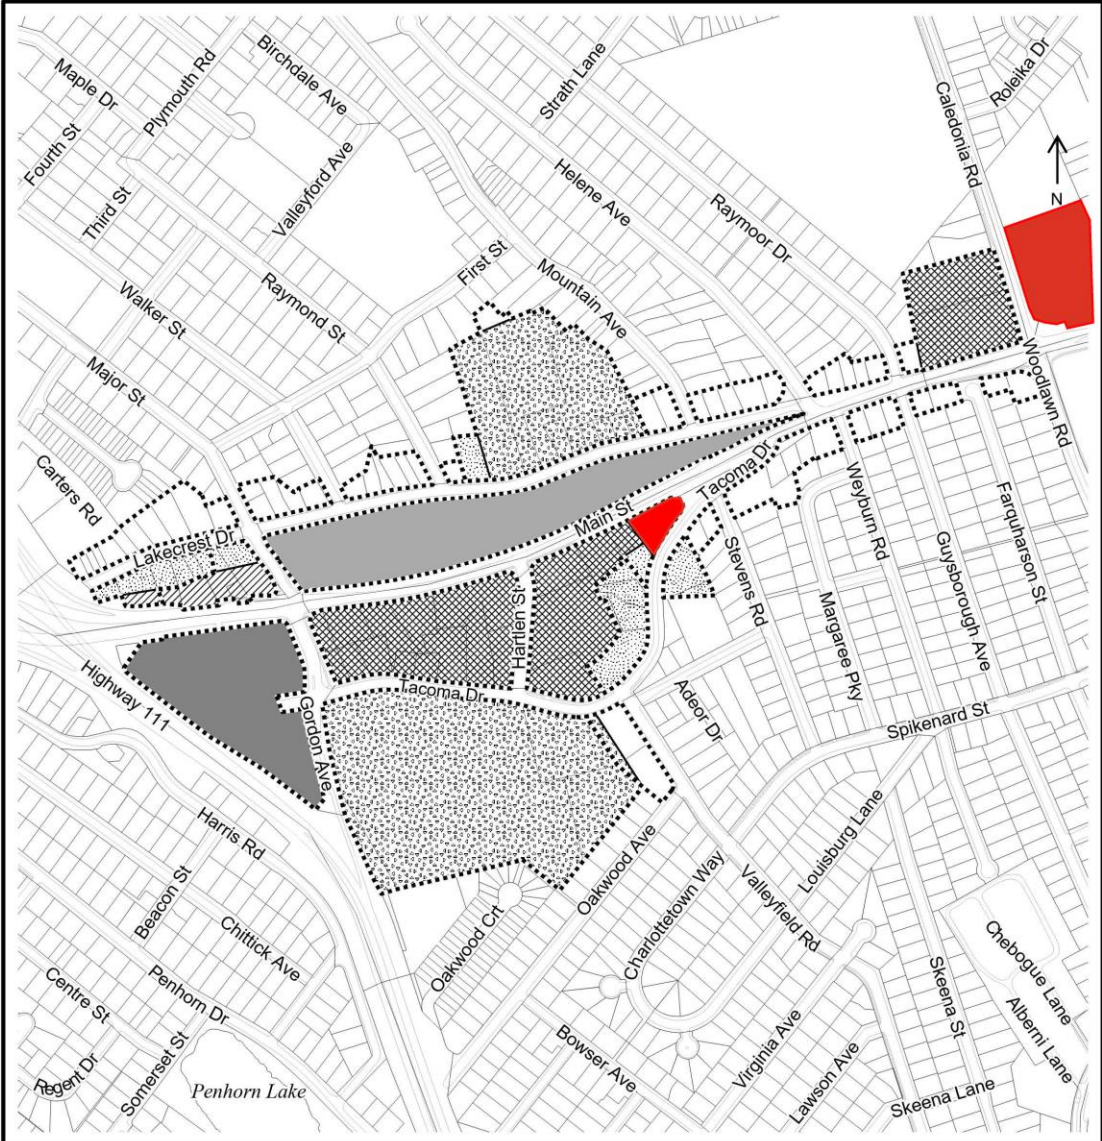 Birchdale Ave
Strath Lane
Roleika Dr
Plymouth Rd
Maple Dr
Caledonia Rd
Fourth St
Valleyford Ave
Helene Ave
N
Third St
Raymoor Dr
First St
Mountain Ave
Raymond St
Walker St
Major St
Woodlawn Rd
Carters Rd
Tacoma Dr
Weyburn Rd
Farquharson St
Main St
Lakecrest Dr
Stevens Rd
Guysborough Ave
Hartlen St
Margaree Pky
Highway 111
Tacoma Dr
Gordon Ave
Adeor Dr
Spikenard St
Harris Rd
Louisburg Lane
Oakwood Ave
Beacon St
Valleyfield Rd
Charlottetown Way
Chittick Ave
Oakwood Crt
Chebogue Lane
Penhorn Dr
Centre St
Skeena St
Alberni Lane
Virginia Ave
Bowser Ave
Somerset St
Lawson Ave
Regent Dr
Penhorn Lake
Skeena Lane